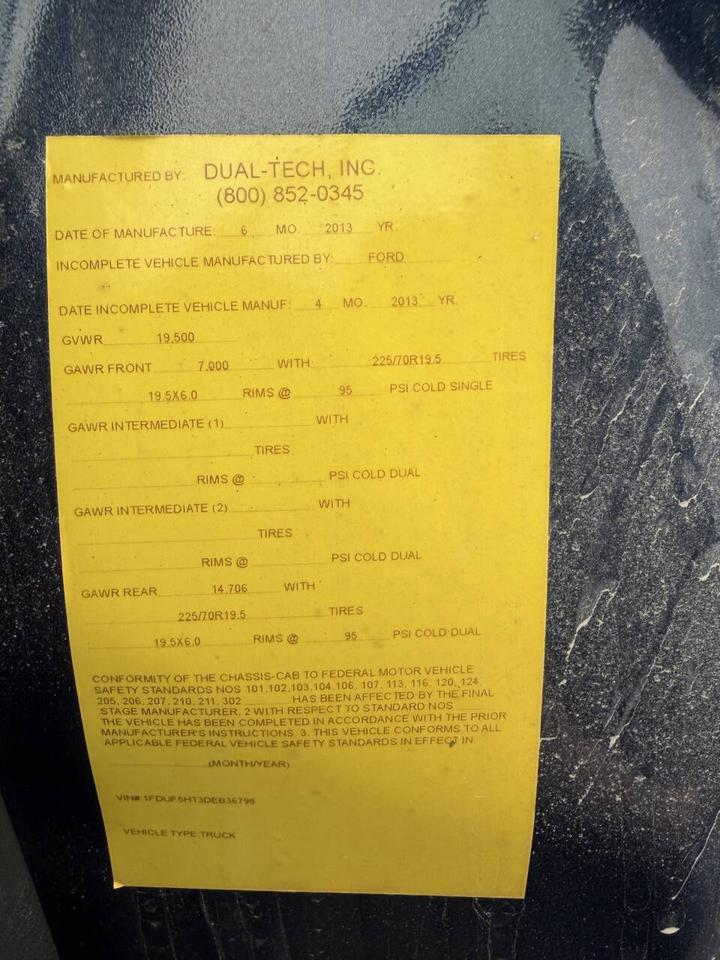 MANUFACTURED BY: DUAL-TECH, INC.
(800) 852-0345
DATE OF MANUFACTURE: 6 MO. 2013 YR.
INCOMPLETE VEHICLE MANUFACTURED BY: FORD
DATE INCOMPLETE VEHICLE MANUF: 4 MO. 2013 YR.
GVWR 19,500
GAWR FRONT 7,000 WITH 225/70R19.5 TIRES
19.5X6.0 RIMS @ 95 PSI COLD SINGLE
GAWR INTERMEDIATE (1) WITH
TIRES
RIMS @ PSI COLD DUAL
GAWR INTERMEDIATE (2) WITH
TIRES
RIMS @ PSI COLD DUAL
GAWR REAR 14,706 WITH
225/70R19.5 TIRES
19.5X6.0 RIMS @ 95 PSI COLD DUAL
CONFORMITY OF THE CHASSIS-CAB TO FEDERAL MOTOR VEHICLE
SAFETY STANDARDS NOS 101,102,103,104,106, 107, 113, 116, 120, 124,
205, 206, 207, 210, 211, 302 HAS BEEN AFFECTED BY THE FINAL
STAGE MANUFACTURER, 2 WITH RESPECT TO STANDARD NOS
THE VEHICLE HAS BEEN COMPLETED IN ACCORDANCE WITH THE PRIOR
MANUFACTURER'S INSTRUCTIONS. 3. THIS VEHICLE CONFORMS TO ALL
APPLICABLE FEDERAL VEHICLE SAFETY STANDARDS IN EFFECT IN
(MONTH/YEAR)
VIN# 1FDUF5HT3DEB36798
VEHICLE TYPE: TRUCK